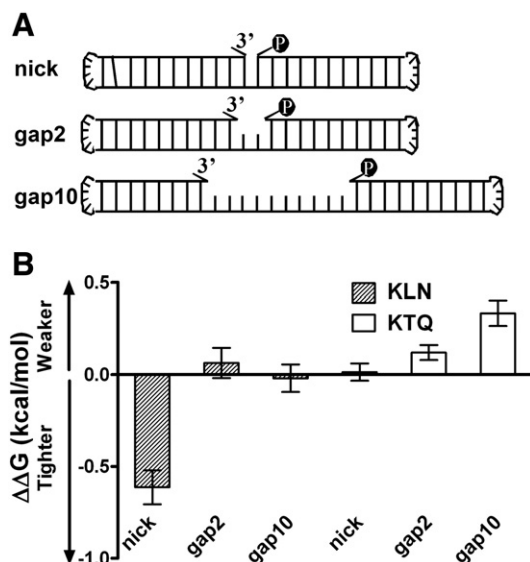 A
3’ P
nick
3’ P
gap2
3’ P
gap10
B
ΔΔG (kcal/mol)
Tighter Weaker
0.5
0.0
-0.5
-1.0
KLN
KTQ
nick gap2 gap10 nick gap2 gap10